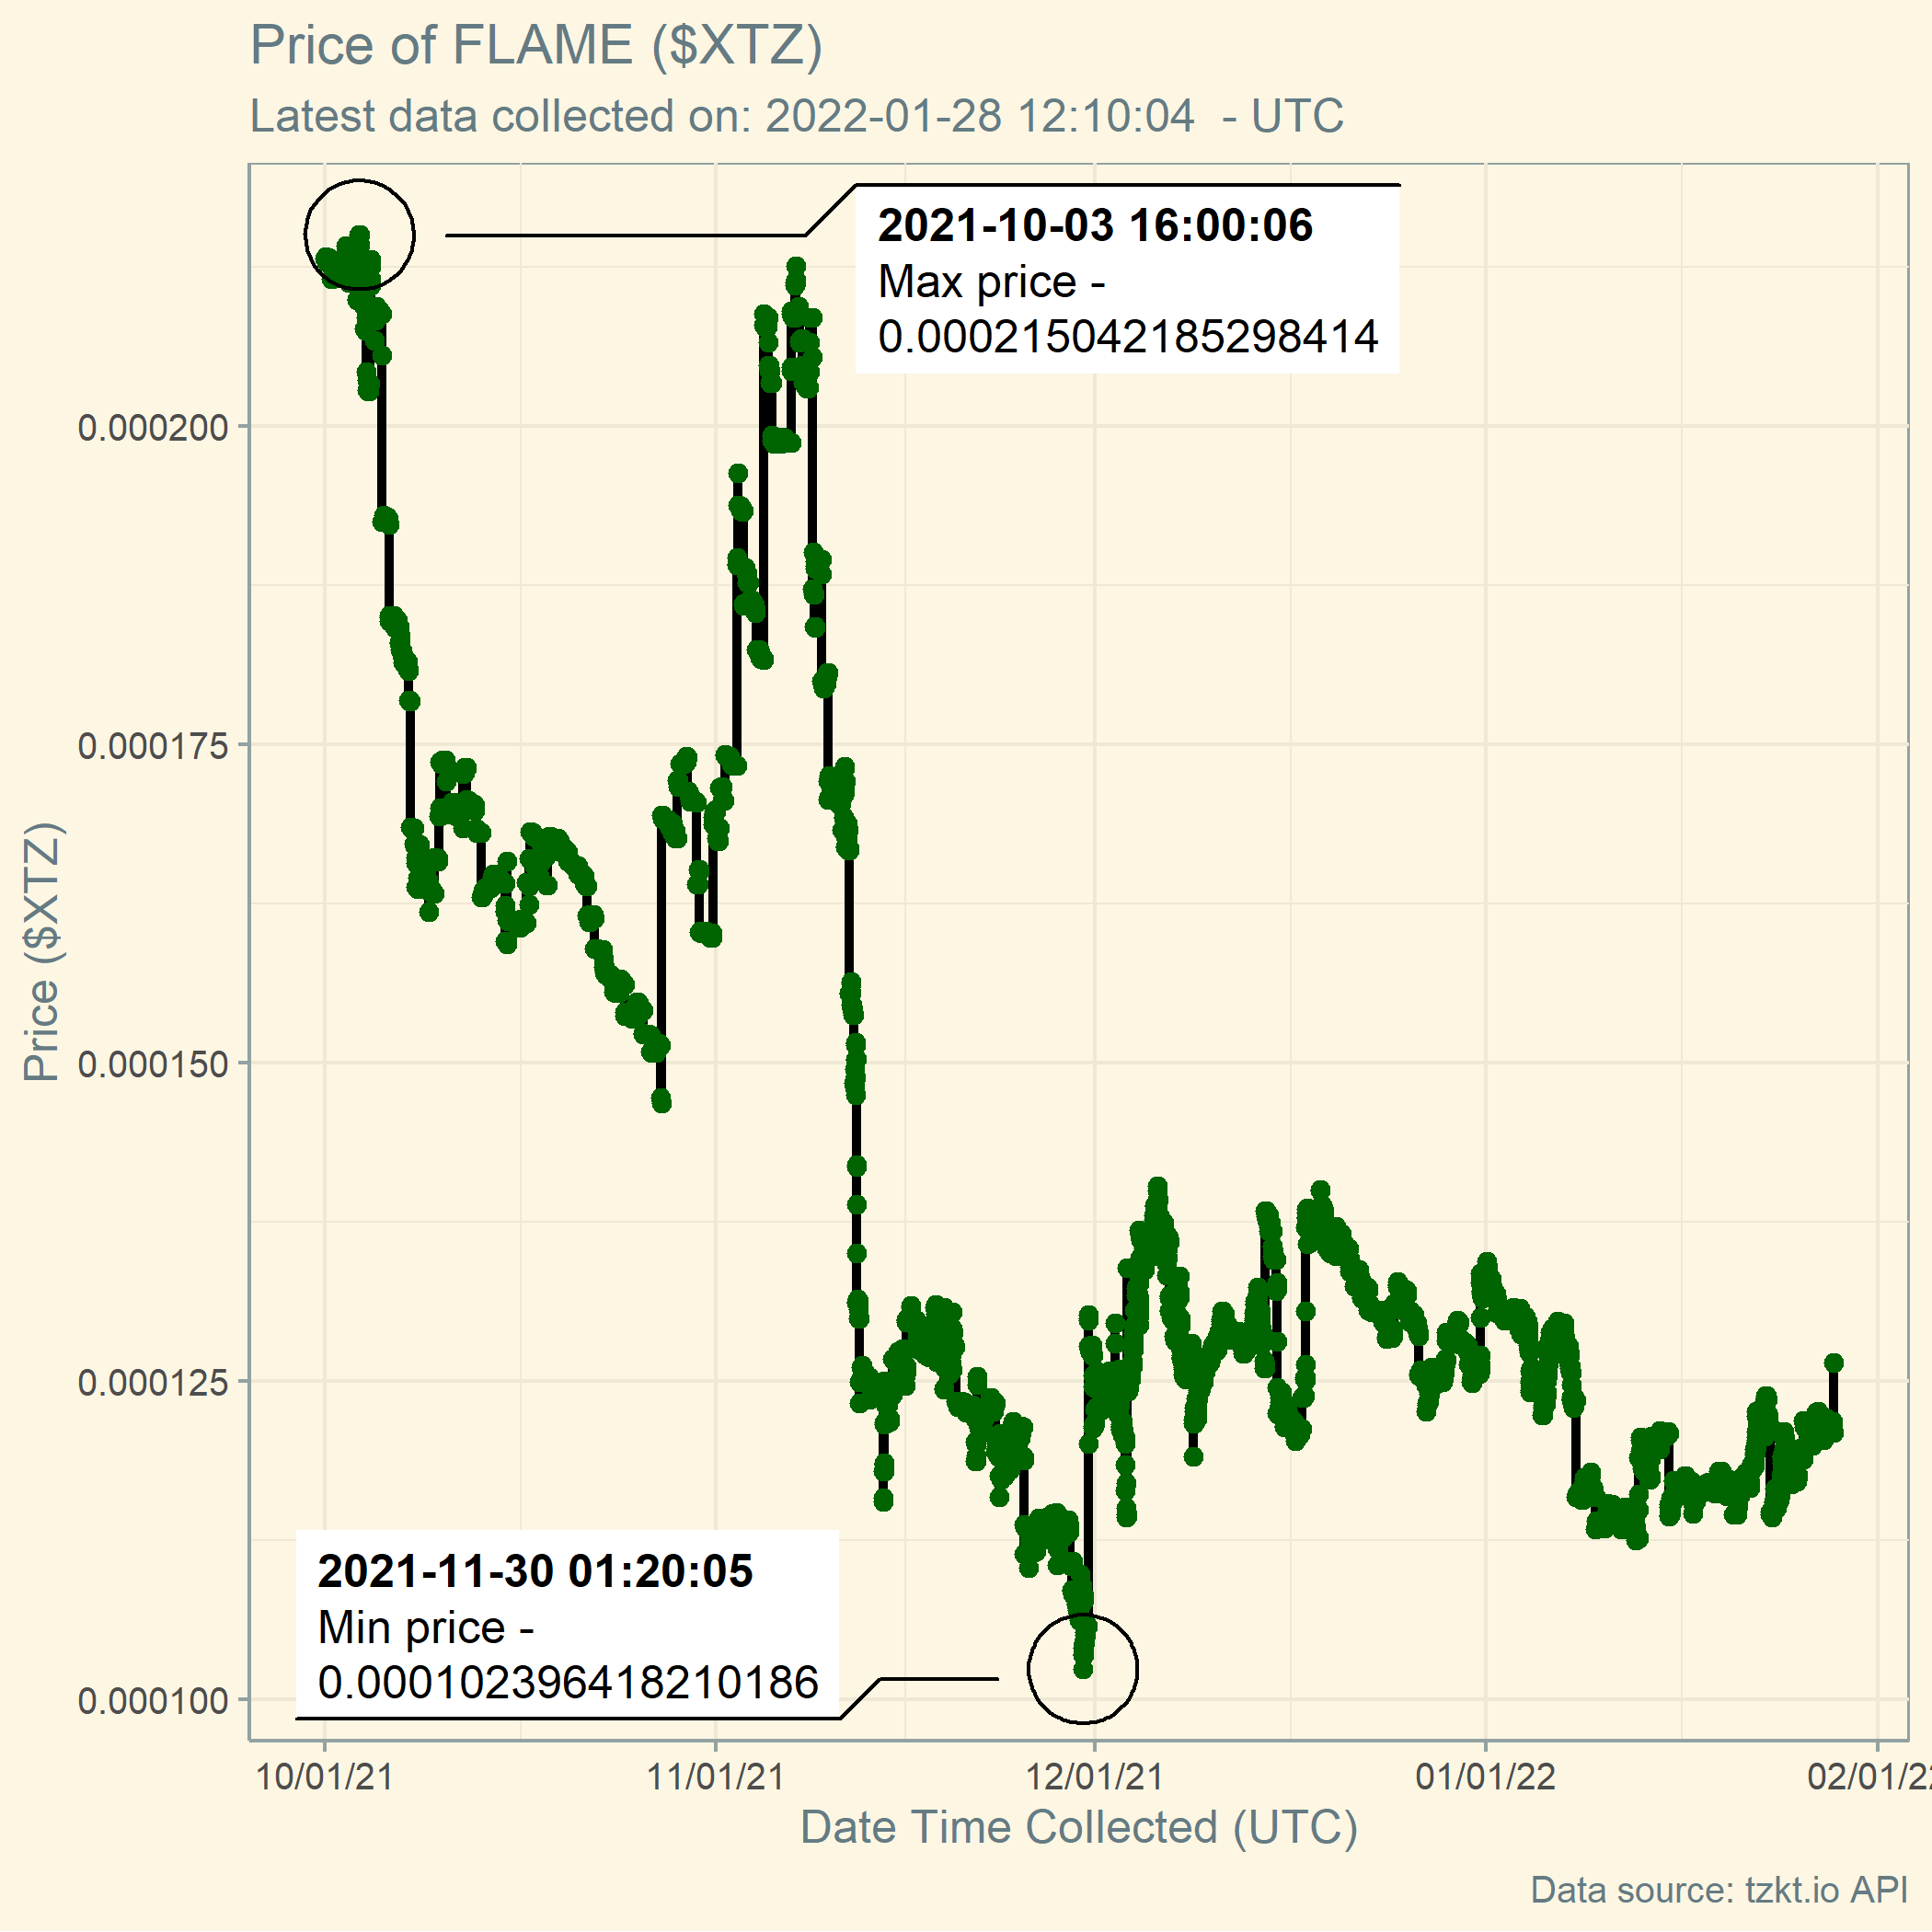 Price of FLAME ($XTZ)
Latest data collected on: 2022-01-28 12:10:04  - UTC
2021-10-03 16:00:06
Max price -
0.000215042185298414
0.000200
0.000175
0.000150
0.000125
0.000100
Price ($XTZ)
2021-11-30 01:20:05
Min price -
0.000102396418210186
10/01/21
11/01/21
12/01/21
01/01/22
02/01/2
Date Time Collected (UTC)
Data source: tzkt.io API